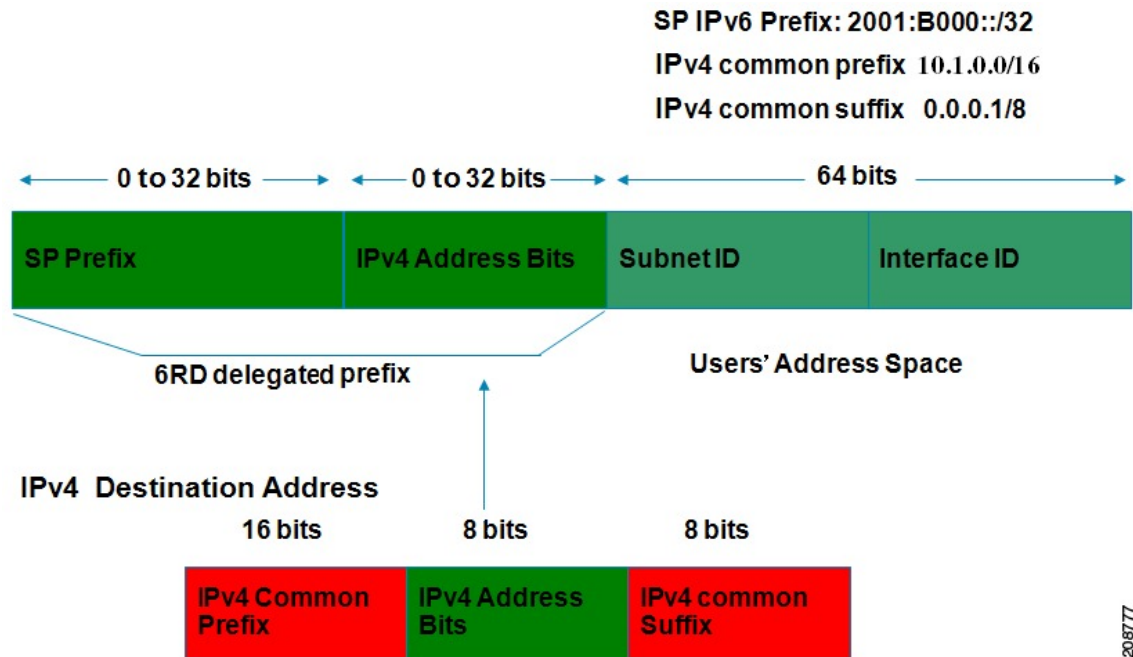 SP IPv6 Prefix: 2001:B000::/32
IPv4 common prefix 10.1.0.0/16
IPv4 common suffix 0.0.0.1/8
0 to 32 bits
0 to 32 bits
64 bits
SP Prefix
IPv4 Address Bits
Subnet ID
Interface ID
6RD delegated prefix
Users' Address Space
IPv4 Destination Address
16 bits
8 bits
8 bits
IPv4 Common
Prefix
IPv4 Address
Bits
IPv4 common
Suffix
208777